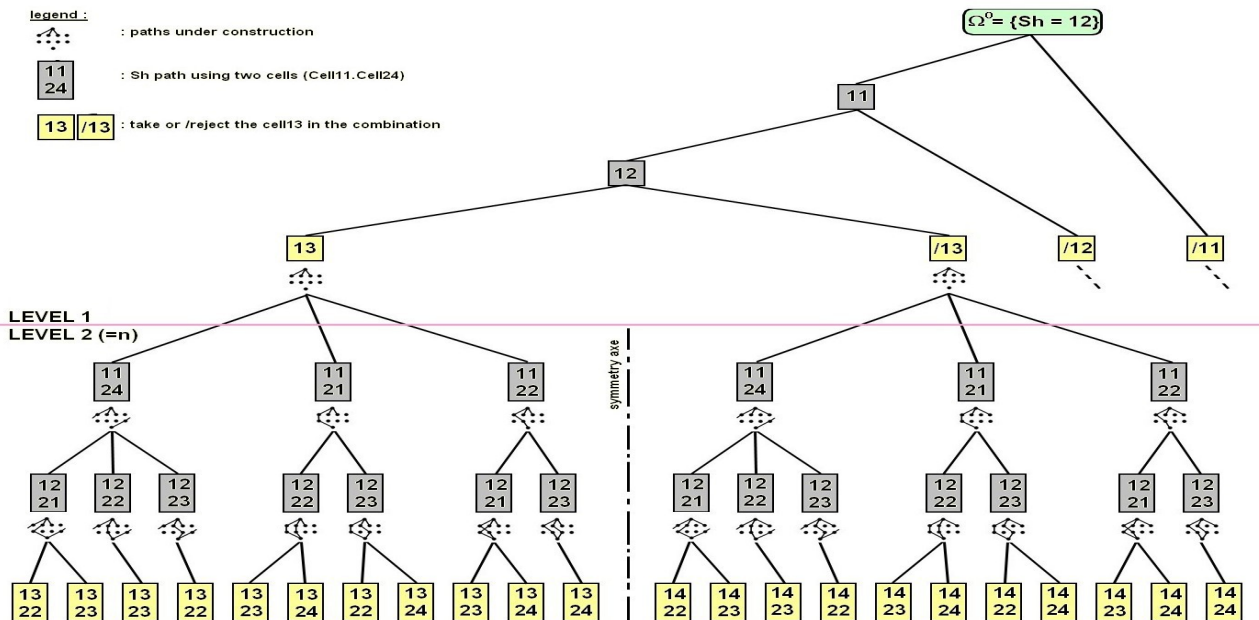 legend :
: paths under construction
11
24
: Sh path using two cells (Cell11.Cell24)
13 /13 : take or /reject the cell13 in the combination
Ω⁰= {Sh = 12}
11
12
13 /13 /12 /11
LEVEL 1
LEVEL 2 (=n)
symmetry axe
11 11 11 11 11 11
24 21 22 24 21 22
12 12 12 12 12 12 12 12 12 12 12 12 12 12
21 22 23 22 23 21 23 21 22 23 22 23 21 23
13 13 13 13 13 13 13 13 13 13 13 14 14 14 14 14 14 14 14 14 14 14
22 23 23 22 23 24 22 24 23 24 24 22 23 23 22 23 24 22 24 23 24 24